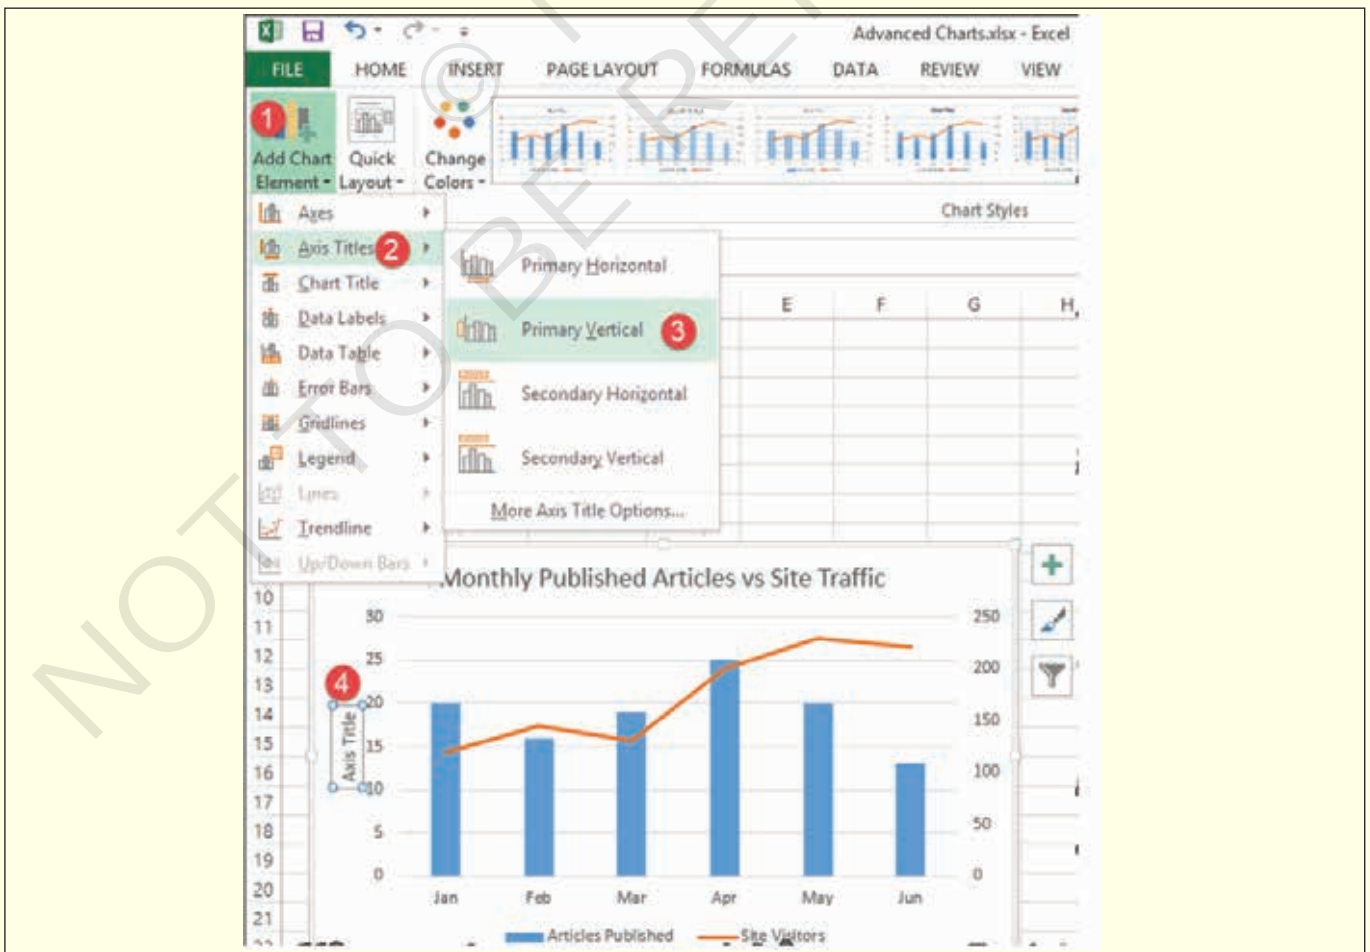 Advanced Charts.xlsx - Excel
FILE HOME INSERT PAGE LAYOUT FORMULAS DATA REVIEW VIEW
1
Add Chart Element Quick Layout Change Colors
Chart Styles
Axes
Axis Titles 2
Chart Title
Data Labels
Data Table
Error Bars
Gridlines
Legend
Lines
Trendline
Up/Down Bars
Primary Horizontal
Primary Vertical 3
Secondary Horizontal
Secondary Vertical
More Axis Title Options...
E F G H
10
11
12
13
14
15
16
17
18
19
20
21
Monthly Published Articles vs Site Traffic
30 250
25 200
4
20 150
Axis Title
15
10 100
5 50
0 0
Jan Feb Mar Apr May Jun
Articles Published Site Visitors
© NOT TO BE RE